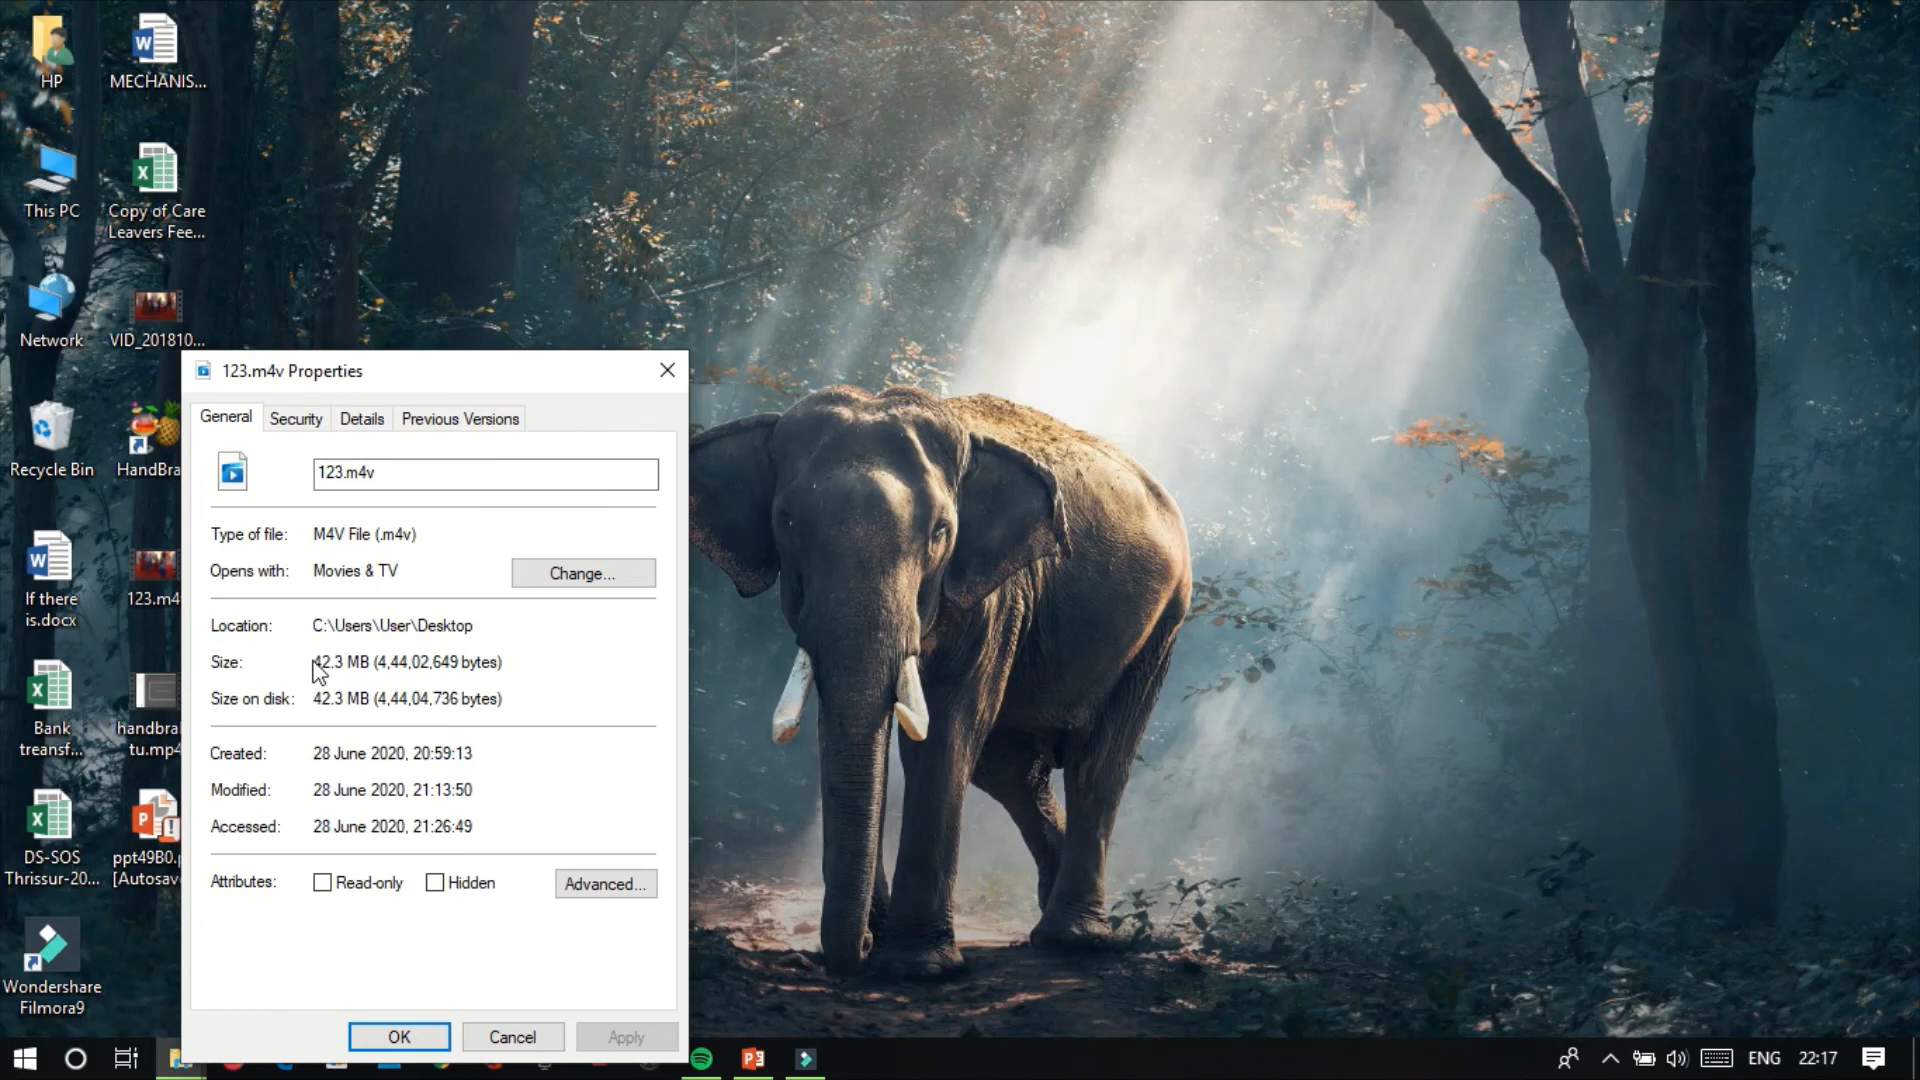 HP
MECHANIS...
This PC
Copy of Care
Leavers Fee...
Network
VID_201810...
Recycle Bin
HandBra
If there
is.docx
123.m4
Bank
treansf...
handbral
tu.mp4
DS-SOS
Thrissur-20...
ppt49B0.p
[Autosav
Wondershare
Filmora9
123.m4v Properties
General
Security
Details
Previous Versions
123.m4v
Type of file:
M4V File (.m4v)
Opens with:
Movies & TV
Change...
Location:
C:\Users\User\Desktop
Size:
42.3 MB (4,44,02,649 bytes)
Size on disk:
42.3 MB (4,44,04,736 bytes)
Created:
28 June 2020, 20:59:13
Modified:
28 June 2020, 21:13:50
Accessed:
28 June 2020, 21:26:49
Attributes:
Read-only
Hidden
Advanced...
OK
Cancel
Apply
ENG
22:17